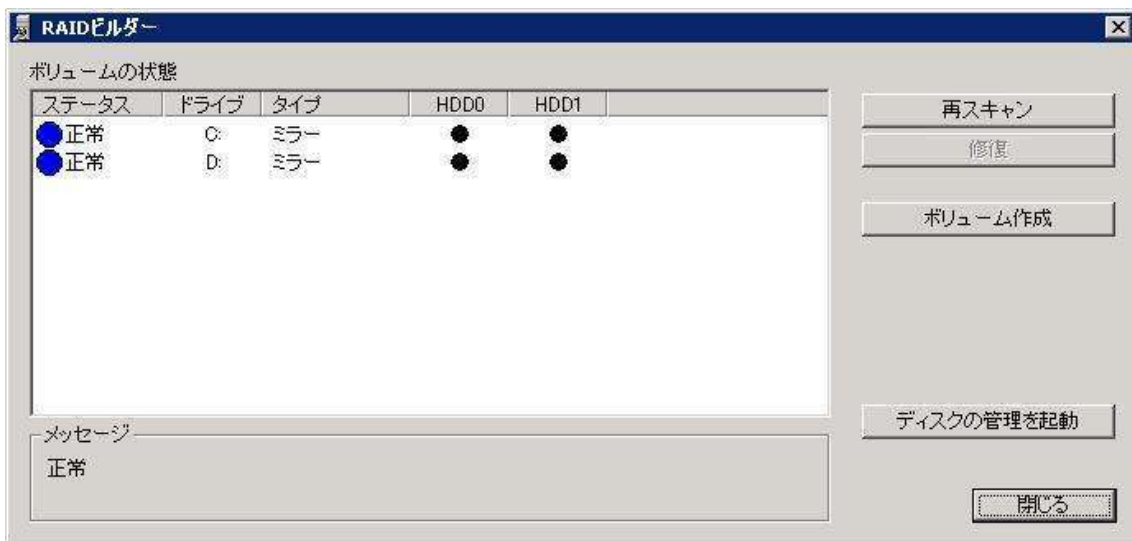 RAIDビルダー
ボリュームの状態
ステータス ドライブ タイプ HDD0 HDD1
正常 C: ミラー
正常 D: ミラー
再スキャン
修復
ボリューム作成
ディスクの管理を起動
メッセージ
正常
閉じる